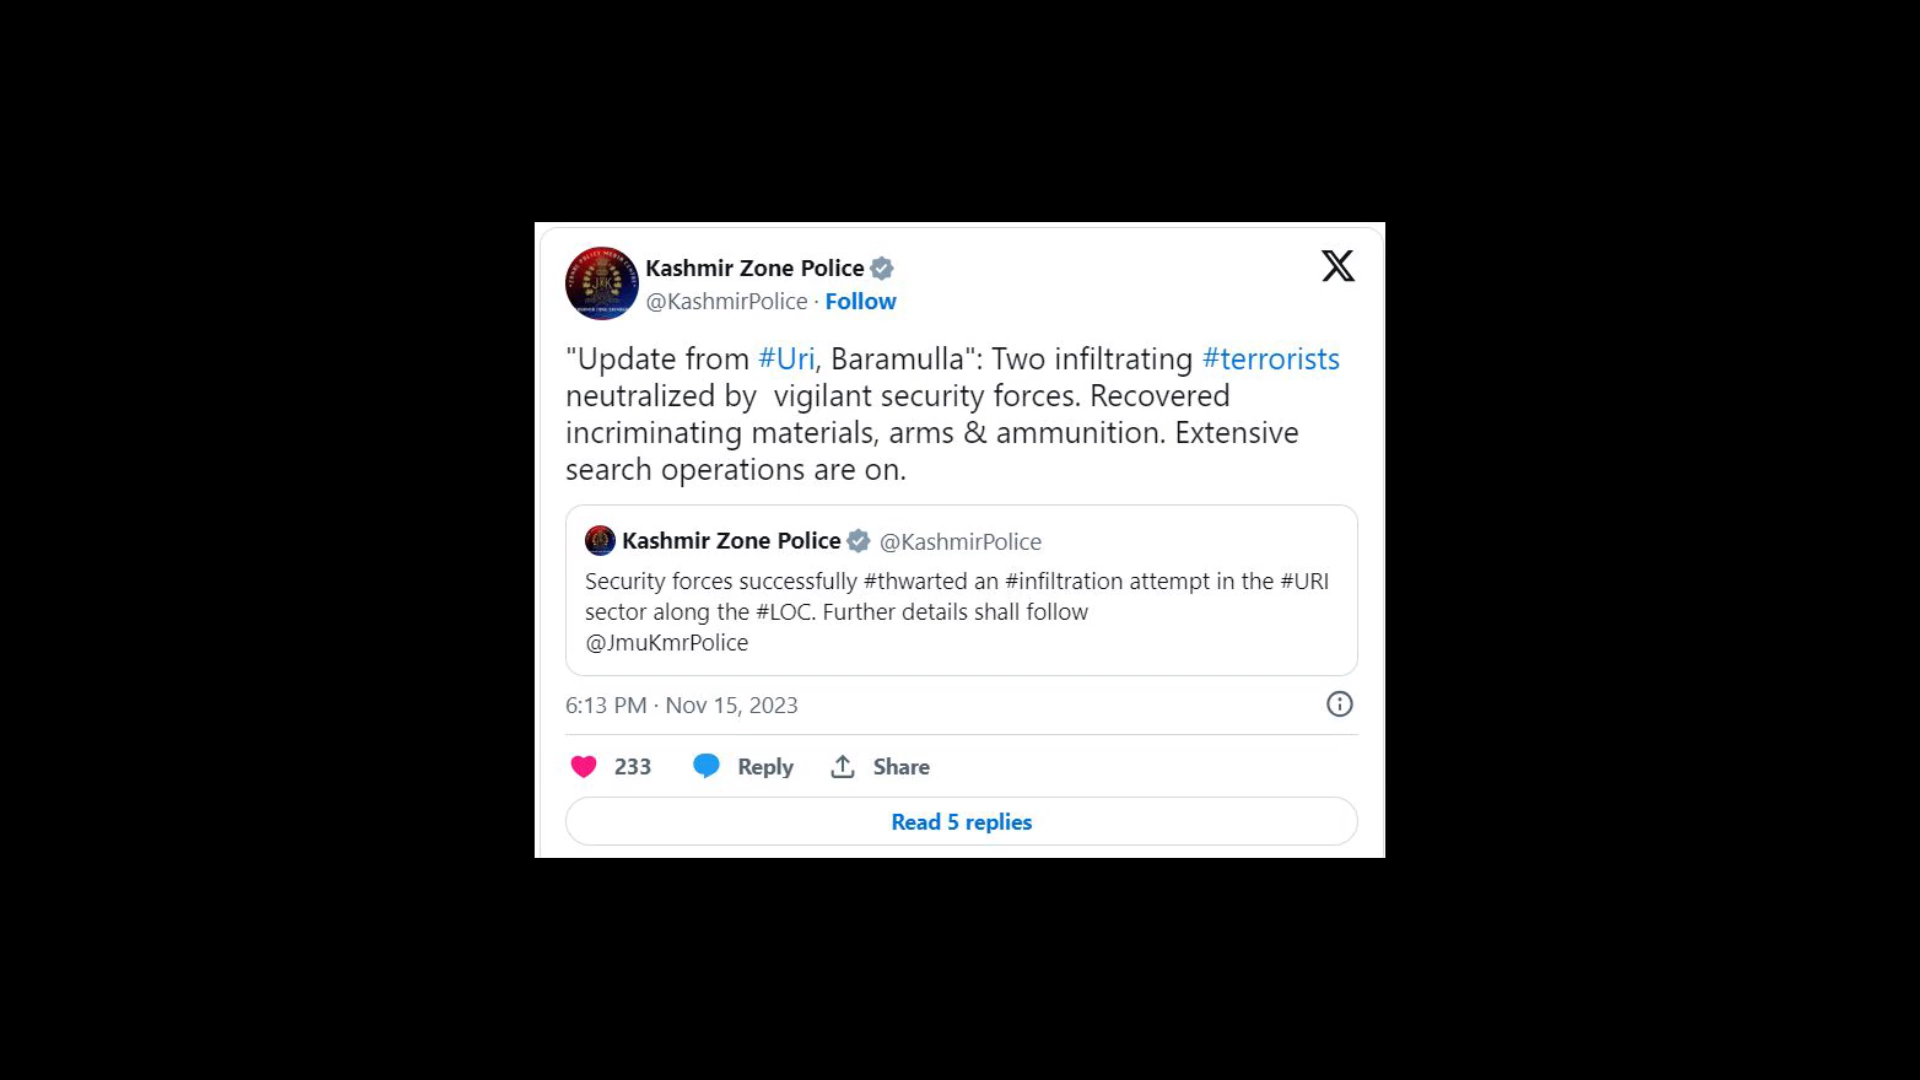 Kashmir Zone Police
@KashmirPolice · Follow
X
"Update from #Uri, Baramulla": Two infiltrating #terrorists
neutralized by  vigilant security forces. Recovered
incriminating materials, arms & ammunition. Extensive
search operations are on.
Kashmir Zone Police @KashmirPolice
Security forces successfully #thwarted an #infiltration attempt in the #URI
sector along the #LOC. Further details shall follow
@JmuKmrPolice
6:13 PM · Nov 15, 2023
233 Reply Share
Read 5 replies